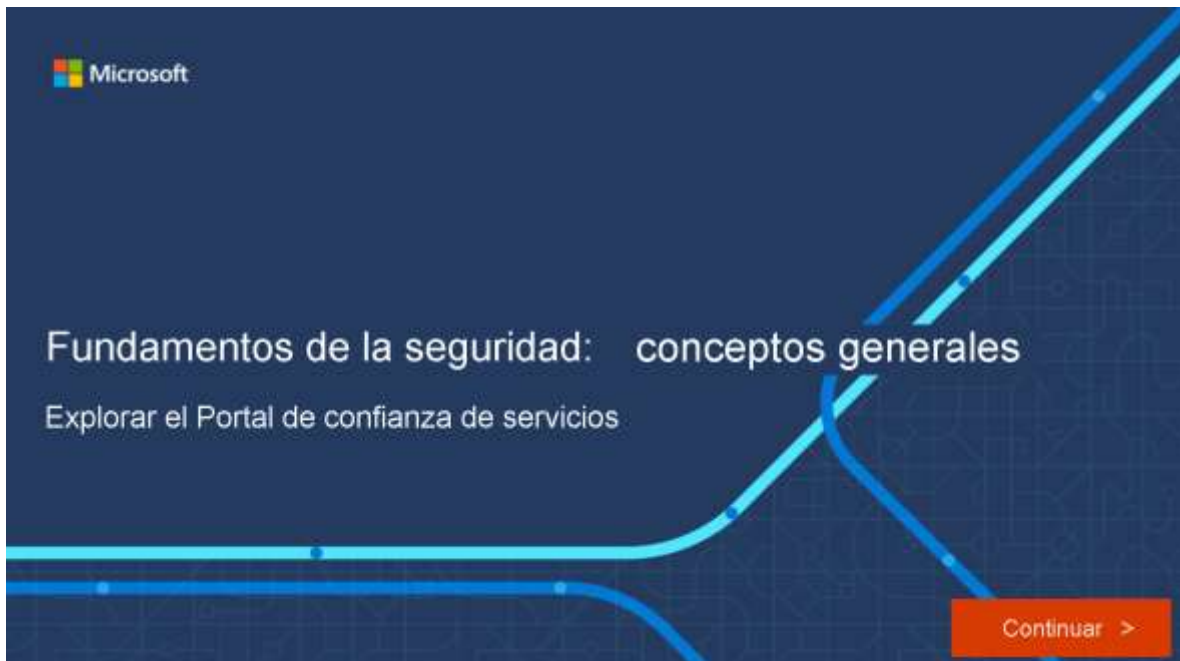 Microsoft
Fundamentos de la seguridad: conceptos generales
Explorar el Portal de confianza de servicios
Continuar >